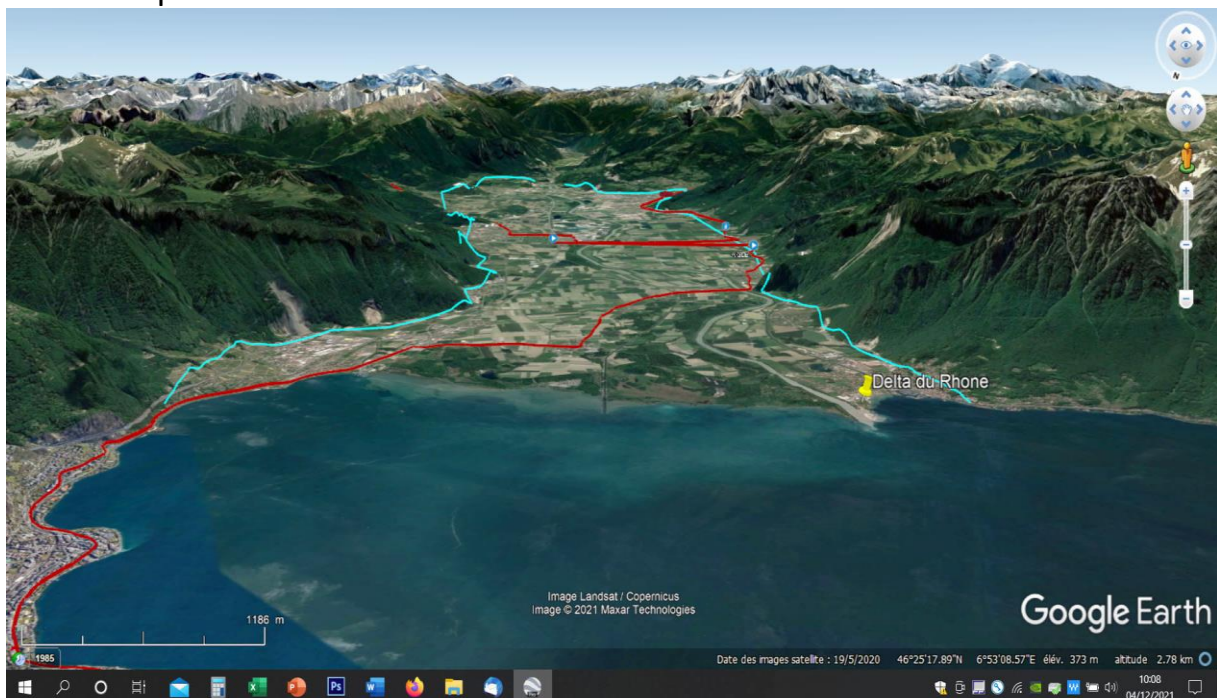 N
Delta du Rhone
1186 m
Image Landsat / Copernicus
Image © 2021 Maxar Technologies
Google Earth
1985
Date des images satellite : 19/5/2020 46°25'17.89"N 6°53'08.57"E élév. 373 m altitude 2.78 km
10:08
04/12/2021